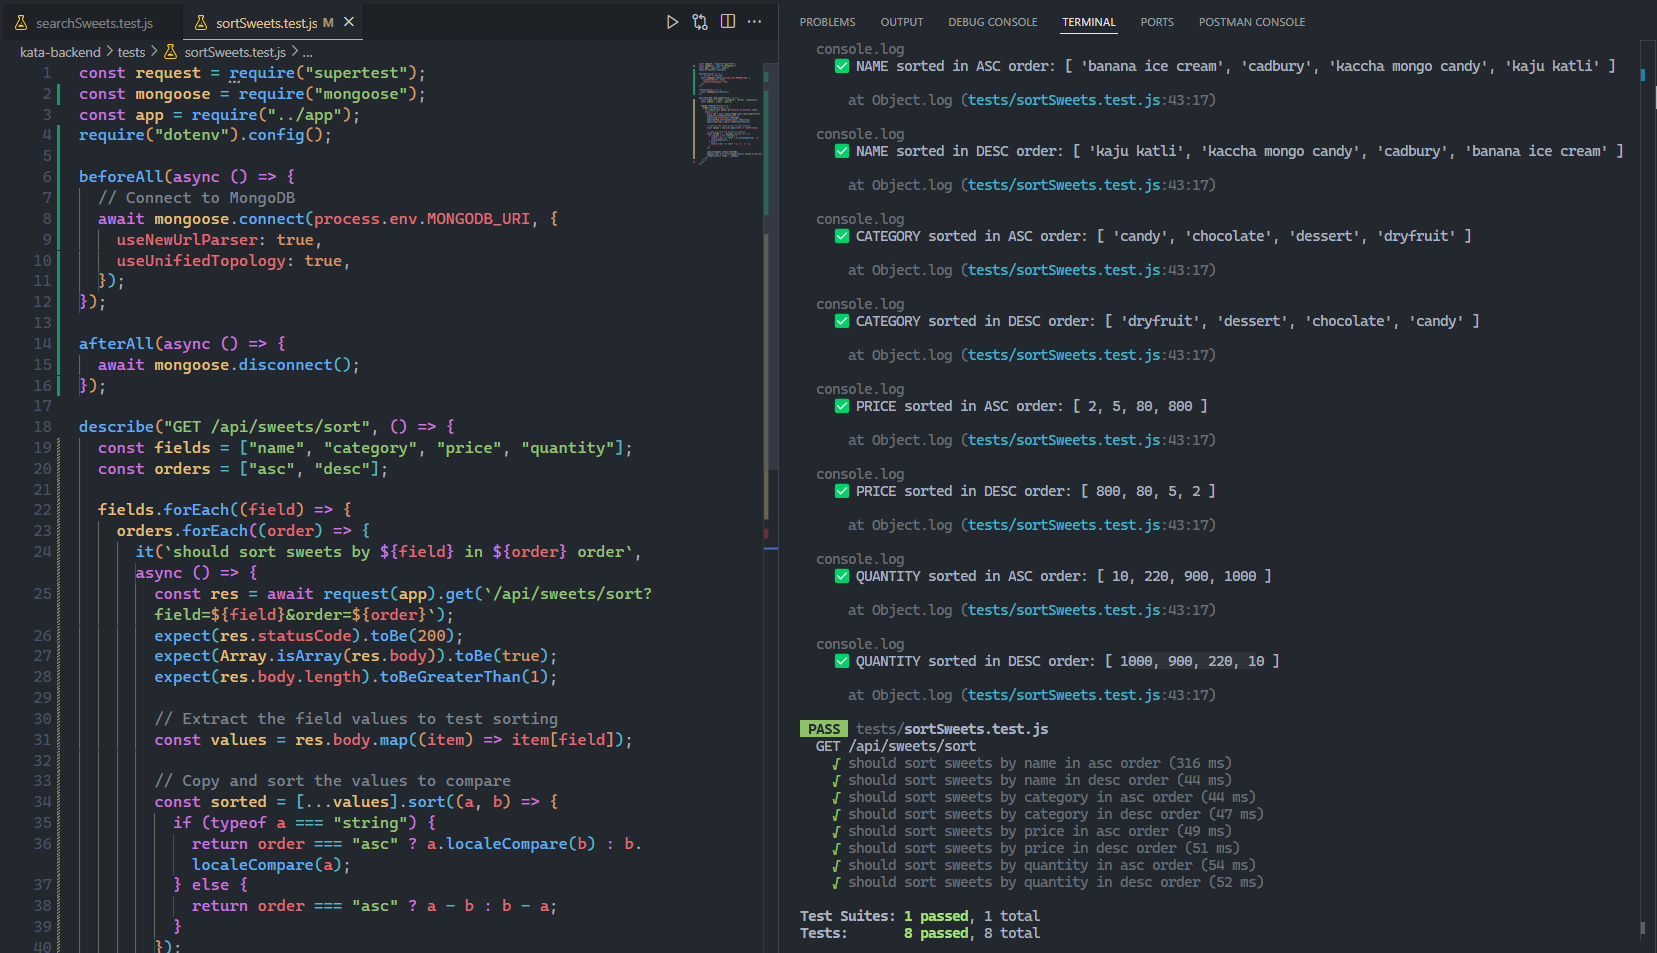 searchSweets.test.js
sortSweets.test.js M
kata-backend > tests > sortSweets.test.js > ...
1 const request = require("supertest");
2 const mongoose = require("mongoose");
3 const app = require("../app");
4 require("dotenv").config();
5
6 beforeAll(async () => {
7 // Connect to MongoDB
8 await mongoose.connect(process.env.MONGODB_URI, {
9 useNewUrlParser: true,
10 useUnifiedTopology: true,
11 });
12 });
13
14 afterAll(async () => {
15 await mongoose.disconnect();
16 });
17
18 describe("GET /api/sweets/sort", () => {
19 const fields = ["name", "category", "price", "quantity"];
20 const orders = ["asc", "desc"];
21
22 fields.forEach((field) => {
23 orders.forEach((order) => {
24 it(`should sort sweets by ${field} in ${order} order`,
async () => {
25 const res = await request(app).get(`/api/sweets/sort?
field=${field}&order=${order}`);
26 expect(res.statusCode).toBe(200);
27 expect(Array.isArray(res.body)).toBe(true);
28 expect(res.body.length).toBeGreaterThan(1);
29
30 // Extract the field values to test sorting
31 const values = res.body.map((item) => item[field]);
32
33 // Copy and sort the values to compare
34 const sorted = [...values].sort((a, b) => {
35 if (typeof a === "string") {
36 return order === "asc" ? a.localeCompare(b) : b.
localeCompare(a);
37 } else {
38 return order === "asc" ? a - b : b - a;
39 }
40 });
PROBLEMS OUTPUT DEBUG CONSOLE TERMINAL PORTS POSTMAN CONSOLE
console.log
✅ NAME sorted in ASC order: [ 'banana ice cream', 'cadbury', 'kaccha mongo candy', 'kaju katli' ]
at Object.log (tests/sortSweets.test.js:43:17)
console.log
✅ NAME sorted in DESC order: [ 'kaju katli', 'kaccha mongo candy', 'cadbury', 'banana ice cream' ]
at Object.log (tests/sortSweets.test.js:43:17)
console.log
✅ CATEGORY sorted in ASC order: [ 'candy', 'chocolate', 'dessert', 'dryfruit' ]
at Object.log (tests/sortSweets.test.js:43:17)
console.log
✅ CATEGORY sorted in DESC order: [ 'dryfruit', 'dessert', 'chocolate', 'candy' ]
at Object.log (tests/sortSweets.test.js:43:17)
console.log
✅ PRICE sorted in ASC order: [ 2, 5, 80, 800 ]
at Object.log (tests/sortSweets.test.js:43:17)
console.log
✅ PRICE sorted in DESC order: [ 800, 80, 5, 2 ]
at Object.log (tests/sortSweets.test.js:43:17)
console.log
✅ QUANTITY sorted in ASC order: [ 10, 220, 900, 1000 ]
at Object.log (tests/sortSweets.test.js:43:17)
console.log
✅ QUANTITY sorted in DESC order: [ 1000, 900, 220, 10 ]
at Object.log (tests/sortSweets.test.js:43:17)
PASS tests/sortSweets.test.js
GET /api/sweets/sort
√ should sort sweets by name in asc order (316 ms)
√ should sort sweets by name in desc order (44 ms)
√ should sort sweets by category in asc order (44 ms)
√ should sort sweets by category in desc order (47 ms)
√ should sort sweets by price in asc order (49 ms)
√ should sort sweets by price in desc order (51 ms)
√ should sort sweets by quantity in asc order (54 ms)
√ should sort sweets by quantity in desc order (52 ms)
Test Suites: 1 passed, 1 total
Tests: 8 passed, 8 total